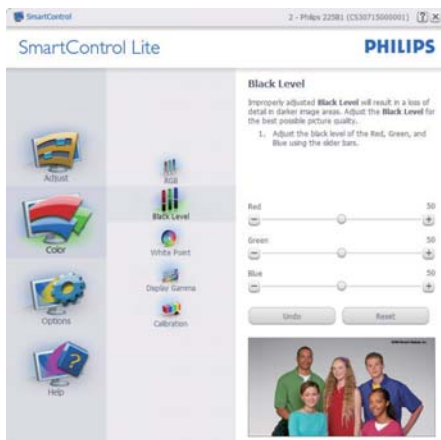 SmartControl
2 - Philips 225B1 (CS30715000001)
SmartControl Lite
PHILIPS
Adjust
Color
Options
Help
RGB
Black Level
White Point
Display Gamma
Calibration
Black Level
Improperly adjusted Black Level will result in a loss of
detail in darker image areas. Adjust the Black Level for
the best possible picture quality.
1. Adjust the black level of the Red, Green, and
Blue using the slider bars.
Red 50
Green 50
Blue 50
Undo Reset